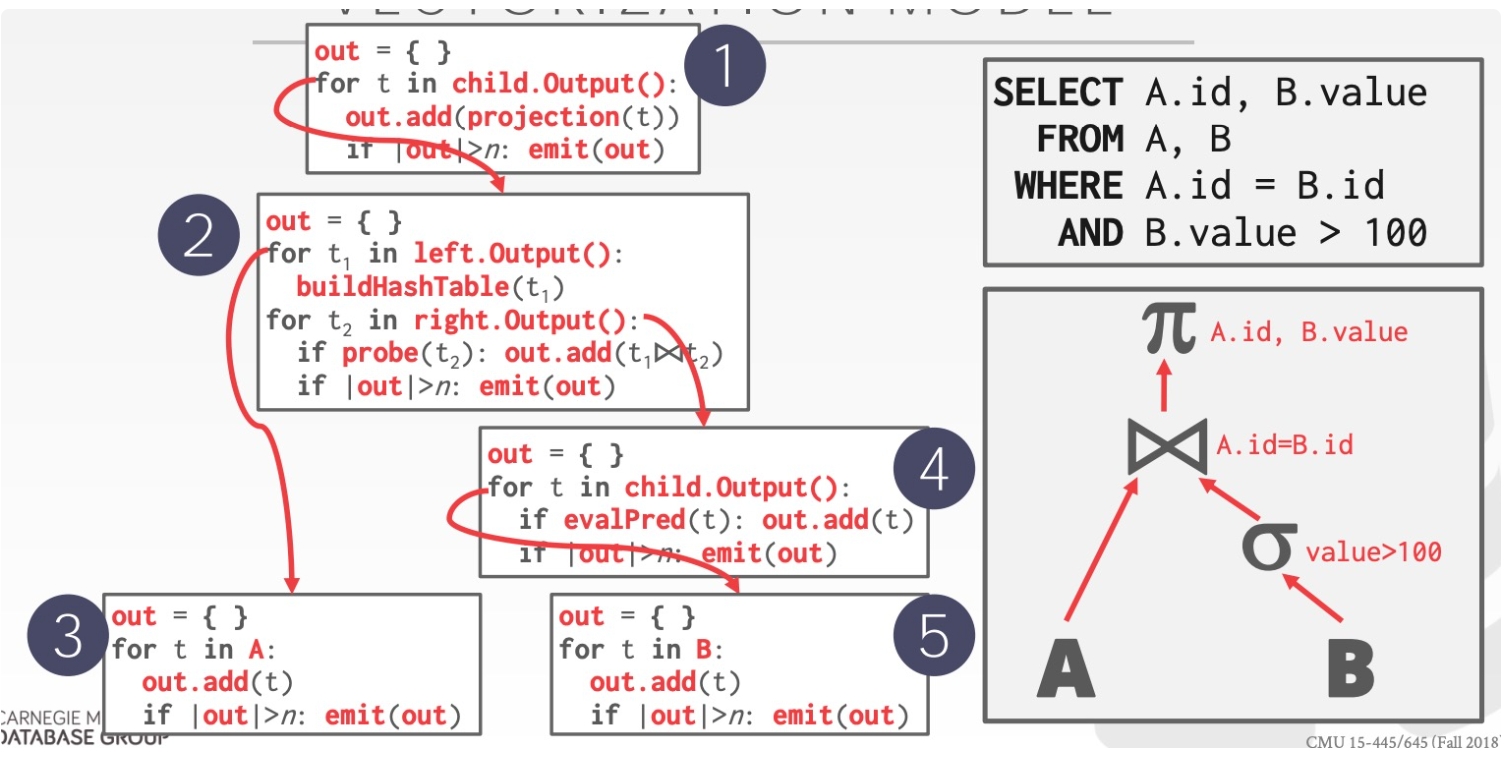 VECTORIZATION MODEL
1
out = { }
for t in child.Output():
out.add(projection(t))
if |out|>n: emit(out)
2
out = { }
for t₁ in left.Output():
buildHashTable(t₁)
for t₂ in right.Output():
if probe(t₂): out.add(t₁⋈t₂)
if |out|>n: emit(out)
4
out = { }
for t in child.Output():
if evalPred(t): out.add(t)
if |out|>n: emit(out)
3
out = { }
for t in A:
out.add(t)
if |out|>n: emit(out)
5
out = { }
for t in B:
out.add(t)
if |out|>n: emit(out)
SELECT A.id, B.value
FROM A, B
WHERE A.id = B.id
AND B.value > 100
π A.id, B.value
⋈ A.id=B.id
σ value>100
A B
CARNEGIE M
DATABASE GROUP
CMU 15-445/645 (Fall 2018)